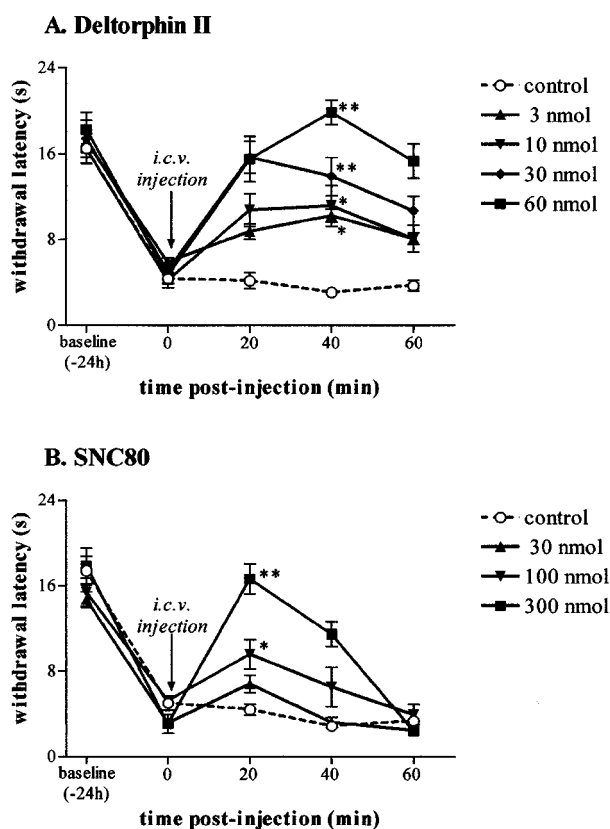 A. Deltorphin II
24
16
8
0
withdrawal latency (s)
i.c.v.
injection
**
**
*
*
baseline
(-24h)
0
20
40
60
time post-injection (min)
control
3 nmol
10 nmol
30 nmol
60 nmol
B. SNC80
24
16
8
0
withdrawal latency (s)
i.c.v.
injection
**
*
baseline
(-24h)
0
20
40
60
time post-injection (min)
control
30 nmol
100 nmol
300 nmol